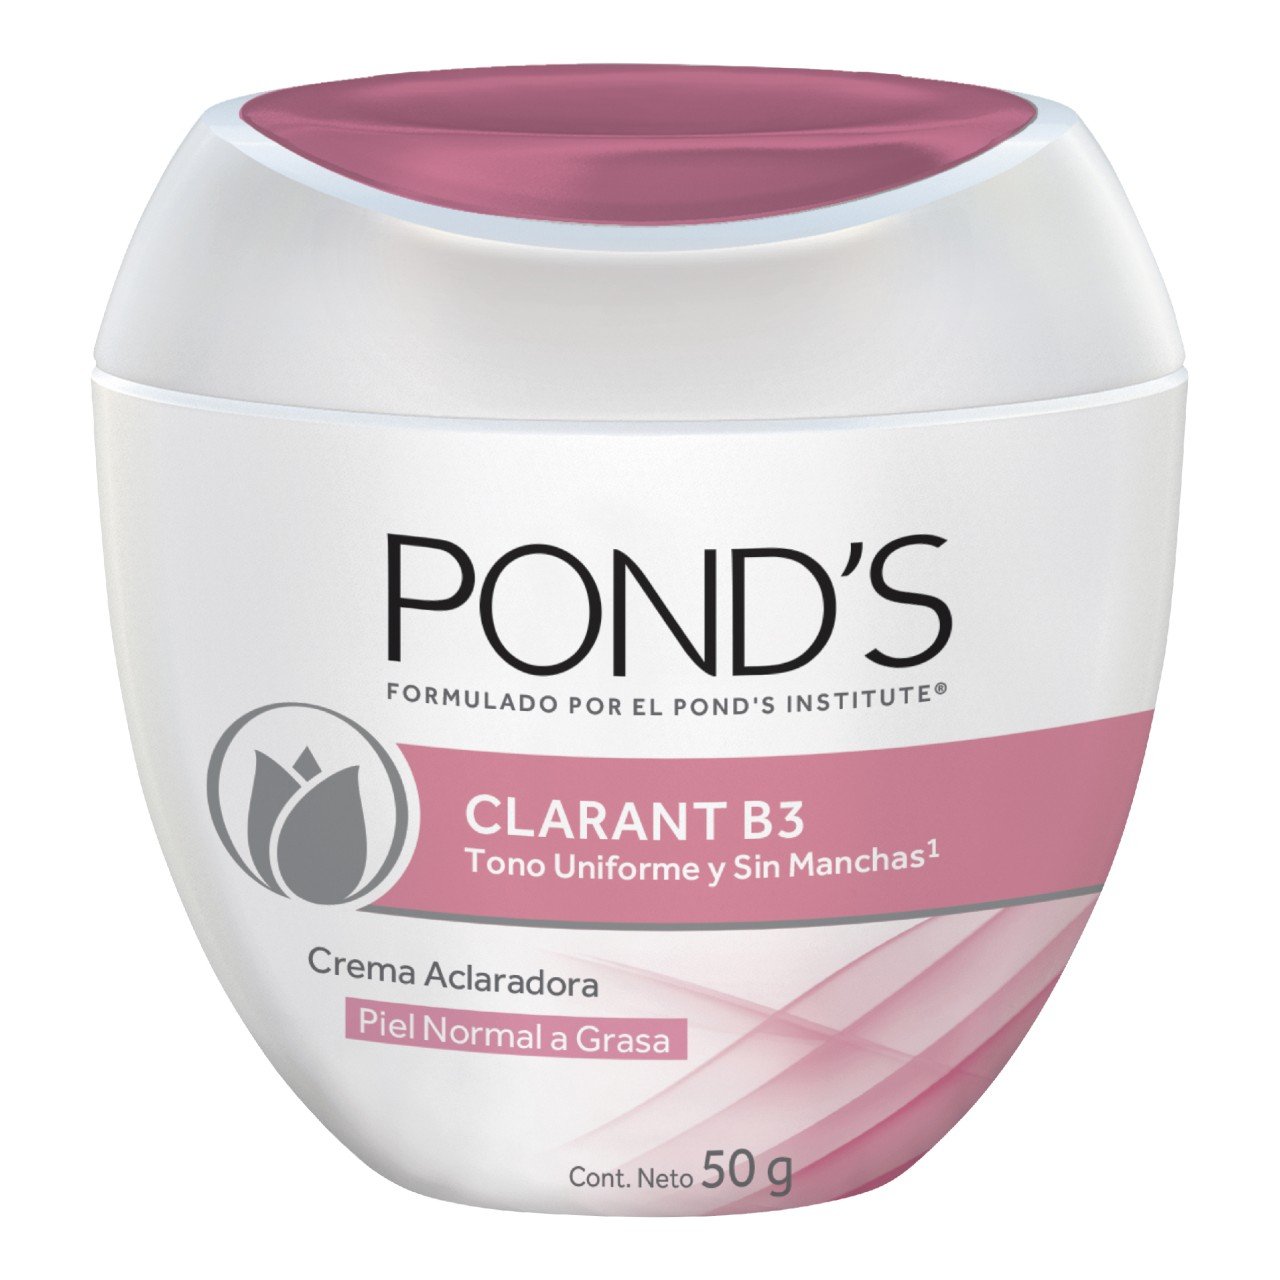 POND'S
FORMULADO POR EL POND'S INSTITUTE®
CLARANT B3
Tono Uniforme y Sin Manchas¹
Crema Aclaradora
Piel Normal a Grasa
Cont. Neto 50 g